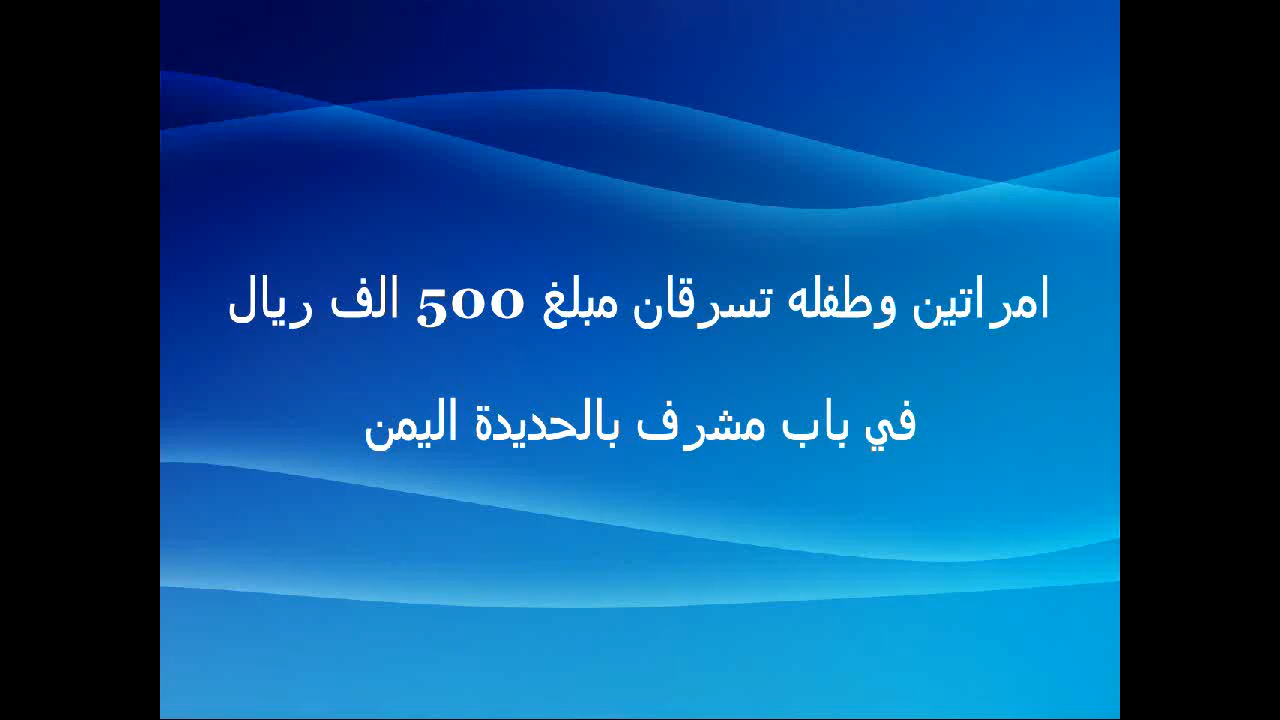 امراتين وطفله تسرقان مبلغ 500 الف ريال
في باب مشرف بالحديدة اليمن